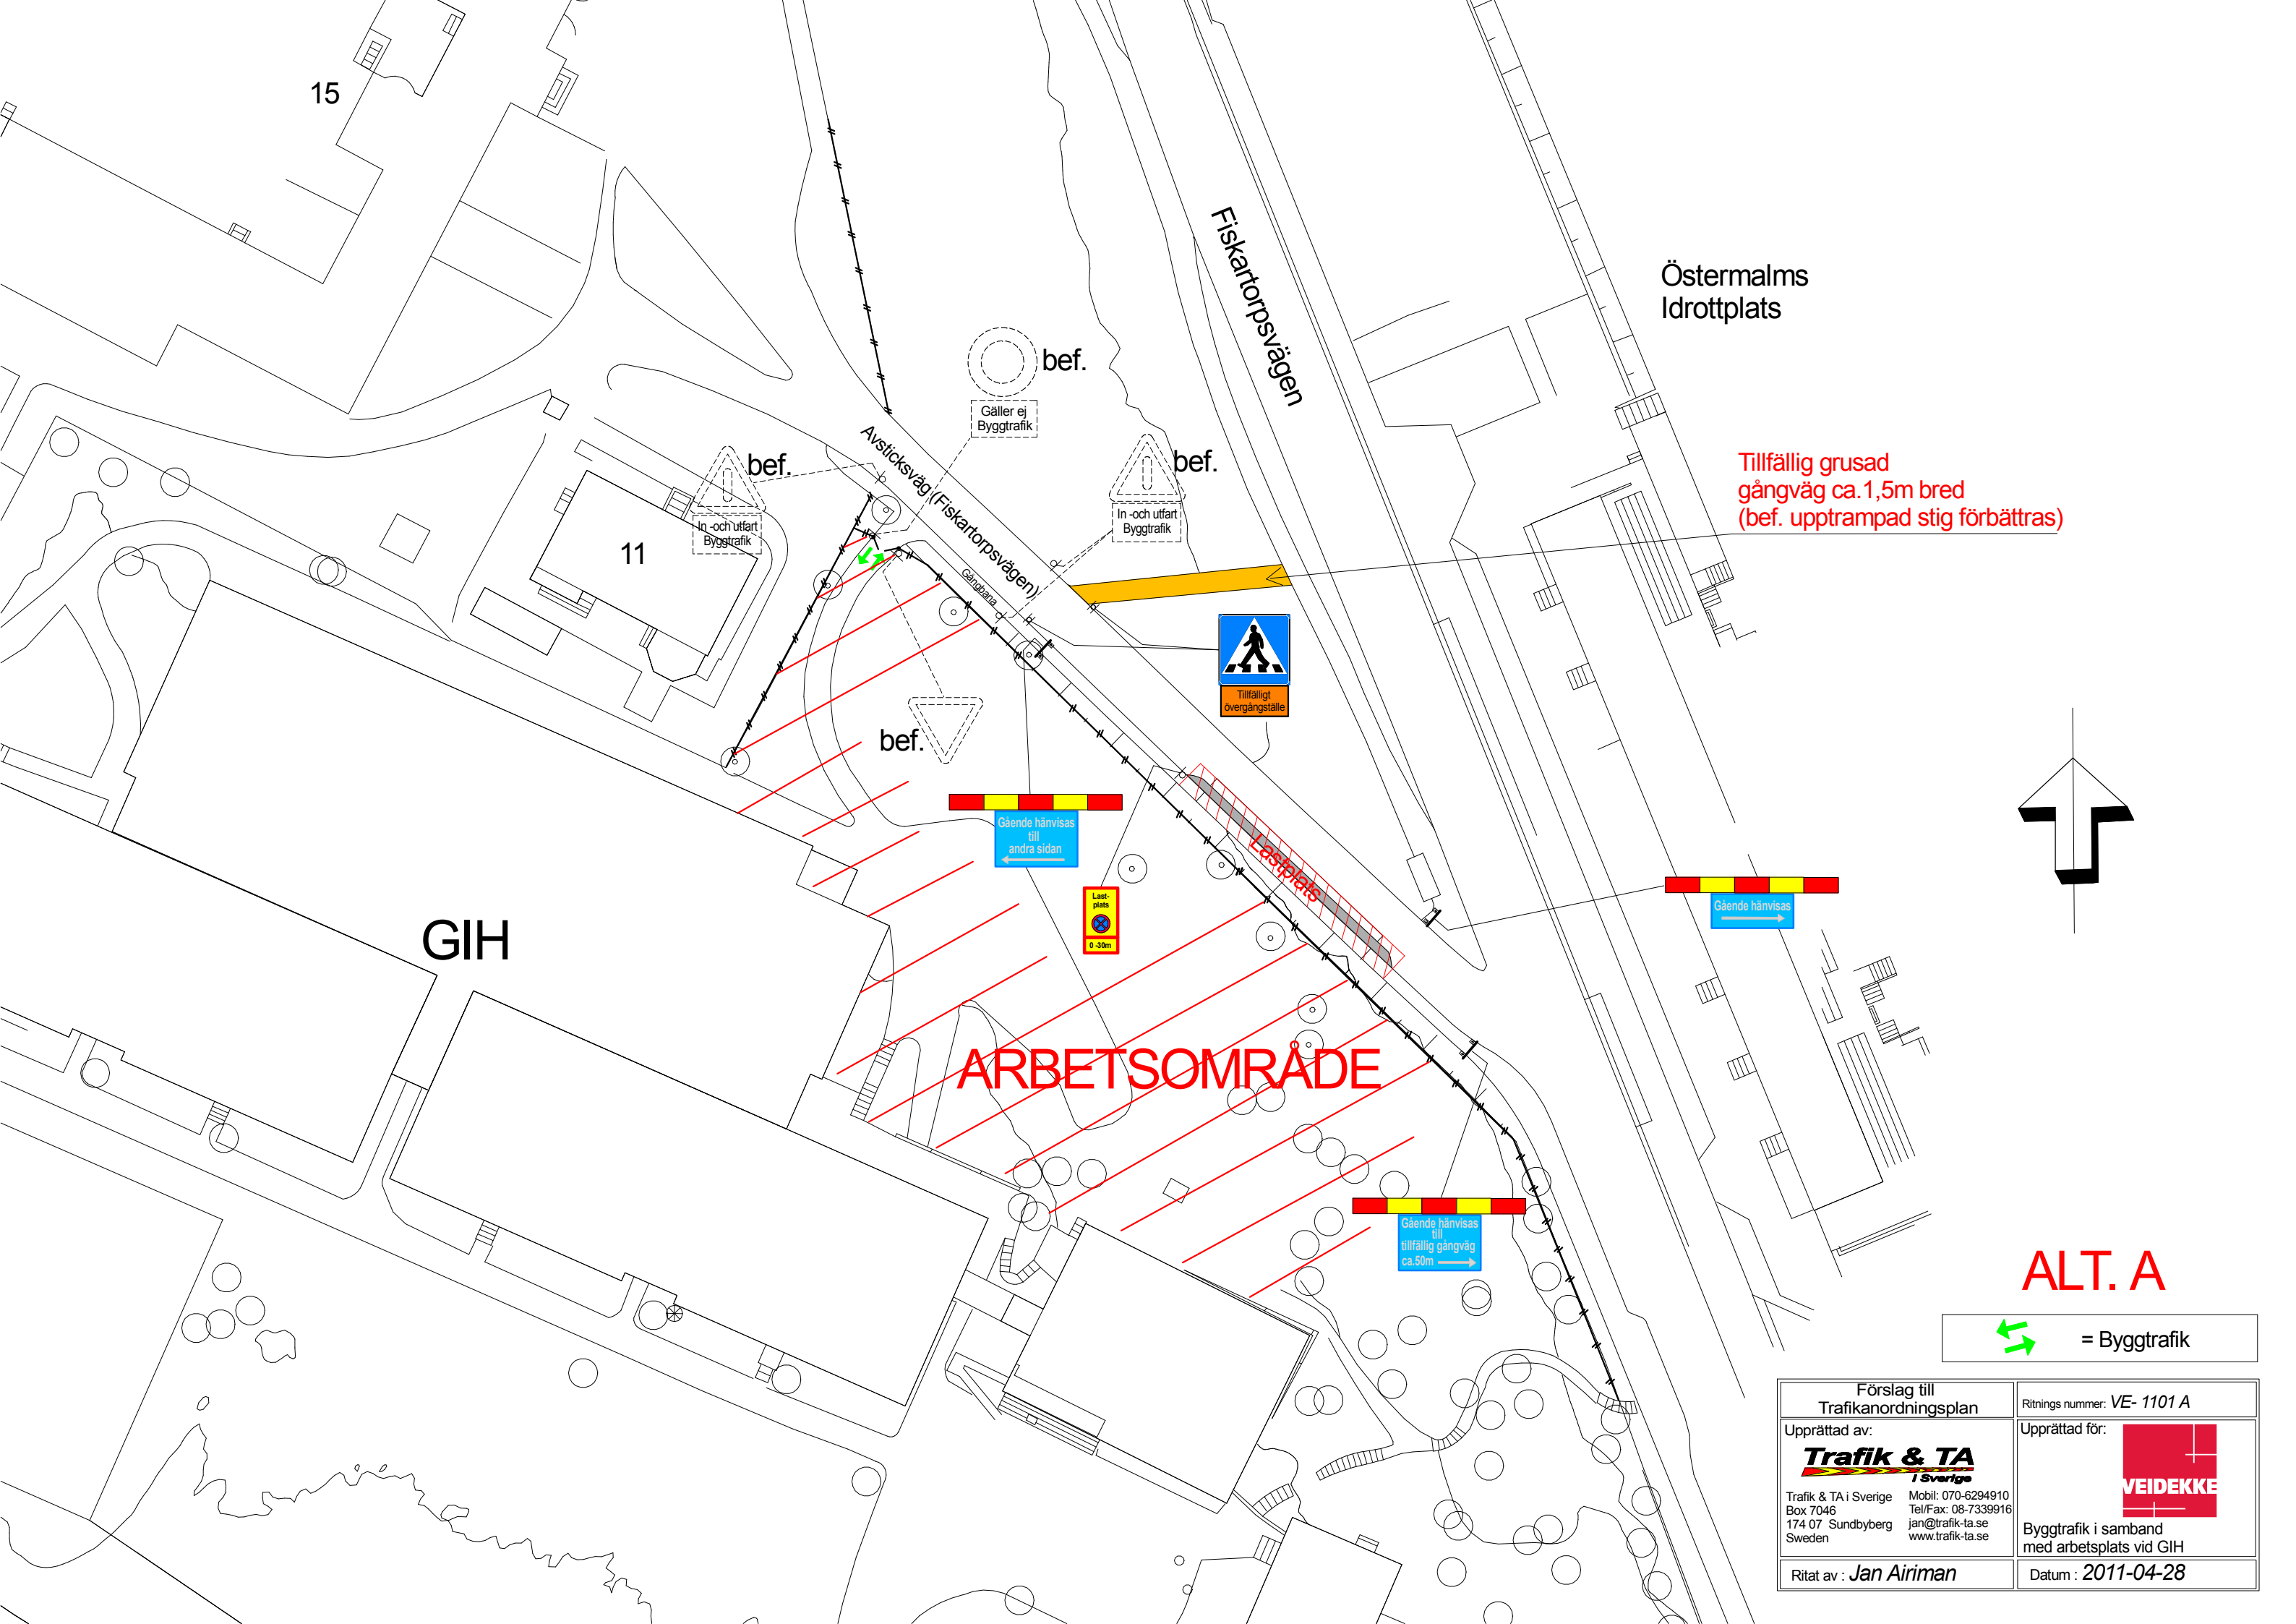 15
Fiskartorpsvägen
Östermalms
Idrottplats
bef.
Gäller ej
Byggtrafik
Avsticksväg (Fiskartorpsvägen)
bef.
In -och utfart
Byggtrafik
bef.
In -och utfart
Byggtrafik
Tillfällig grusad
gångväg ca.1,5m bred
(bef. upptrampad stig förbättras)
11
Gångbana
Tillfälligt
övergångställe
bef.
Gående hänvisas
till
andra sidan
Lastplats
Last-
plats
0 -30m
Gående hänvisas
GIH
ARBETSOMRÅDE
Gående hänvisas
till
tillfällig gångväg
ca.50m
ALT. A
= Byggtrafik
Förslag till
Trafikanordningsplan
Ritnings nummer: VE- 1101 A
Upprättad av:
Trafik & TA
i Sverige
Trafik & TA i Sverige
Box 7046
174 07 Sundbyberg
Sweden
Mobil: 070-6294910
Tel/Fax: 08-7339916
jan@trafik-ta.se
www.trafik-ta.se
Upprättad för:
VEIDEKKE
Byggtrafik i samband
med arbetsplats vid GIH
Ritat av : Jan Airiman
Datum : 2011-04-28